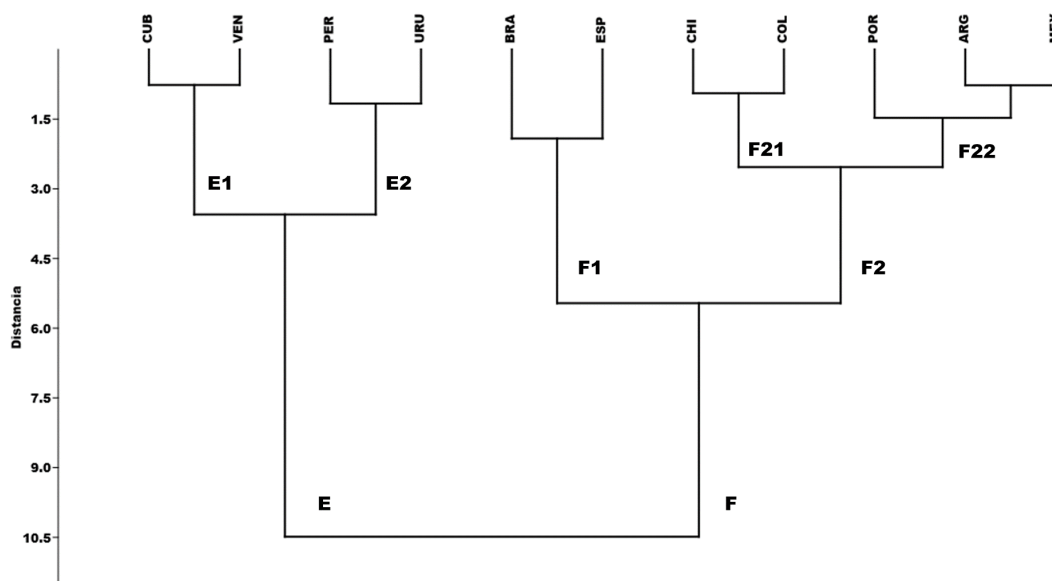 CUB VEN PER URU BRA ESP CHI COL POR ARG
1.5
F21 F22
E1 E2
3.0
4.5
F1 F2
6.0
Distancia
7.5
9.0
E F
10.5